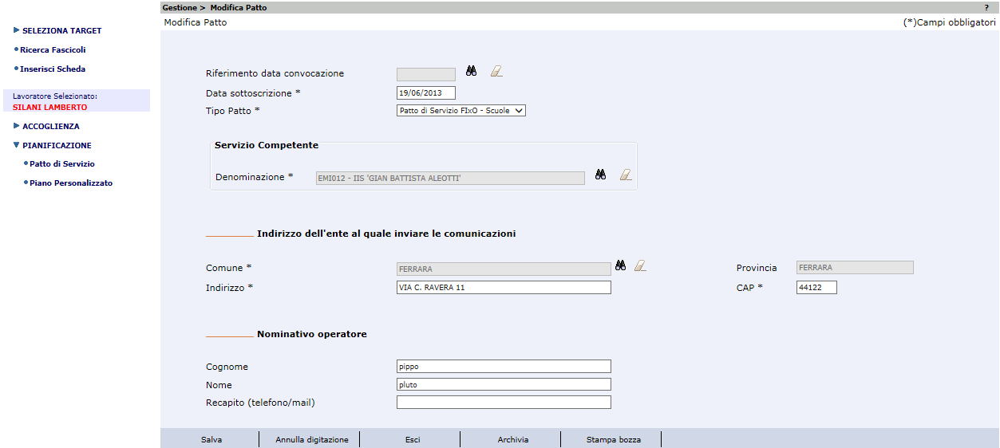 Gestione > Modifica Patto ?
Modifica Patto (*)Campi obbligatori
SELEZIONA TARGET
Ricerca Fascicoli
Inserisci Scheda
Lavoratore Selezionato:
SILANI LAMBERTO
ACCOGLIENZA
PIANIFICAZIONE
Patto di Servizio
Piano Personalizzato
Riferimento data convocazione
Data sottoscrizione * 19/06/2013
Tipo Patto * Patto di Servizio FIxO - Scuole
Servizio Competente
Denominazione * EMI012 - IIS 'GIAN BATTISTA ALEOTTI'
Indirizzo dell'ente al quale inviare le comunicazioni
Comune * FERRARA Provincia FERRARA
Indirizzo * VIA C. RAVERA 11 CAP * 44122
Nominativo operatore
Cognome pippo
Nome pluto
Recapito (telefono/mail)
Salva Annulla digitazione Esci Archivia Stampa bozza